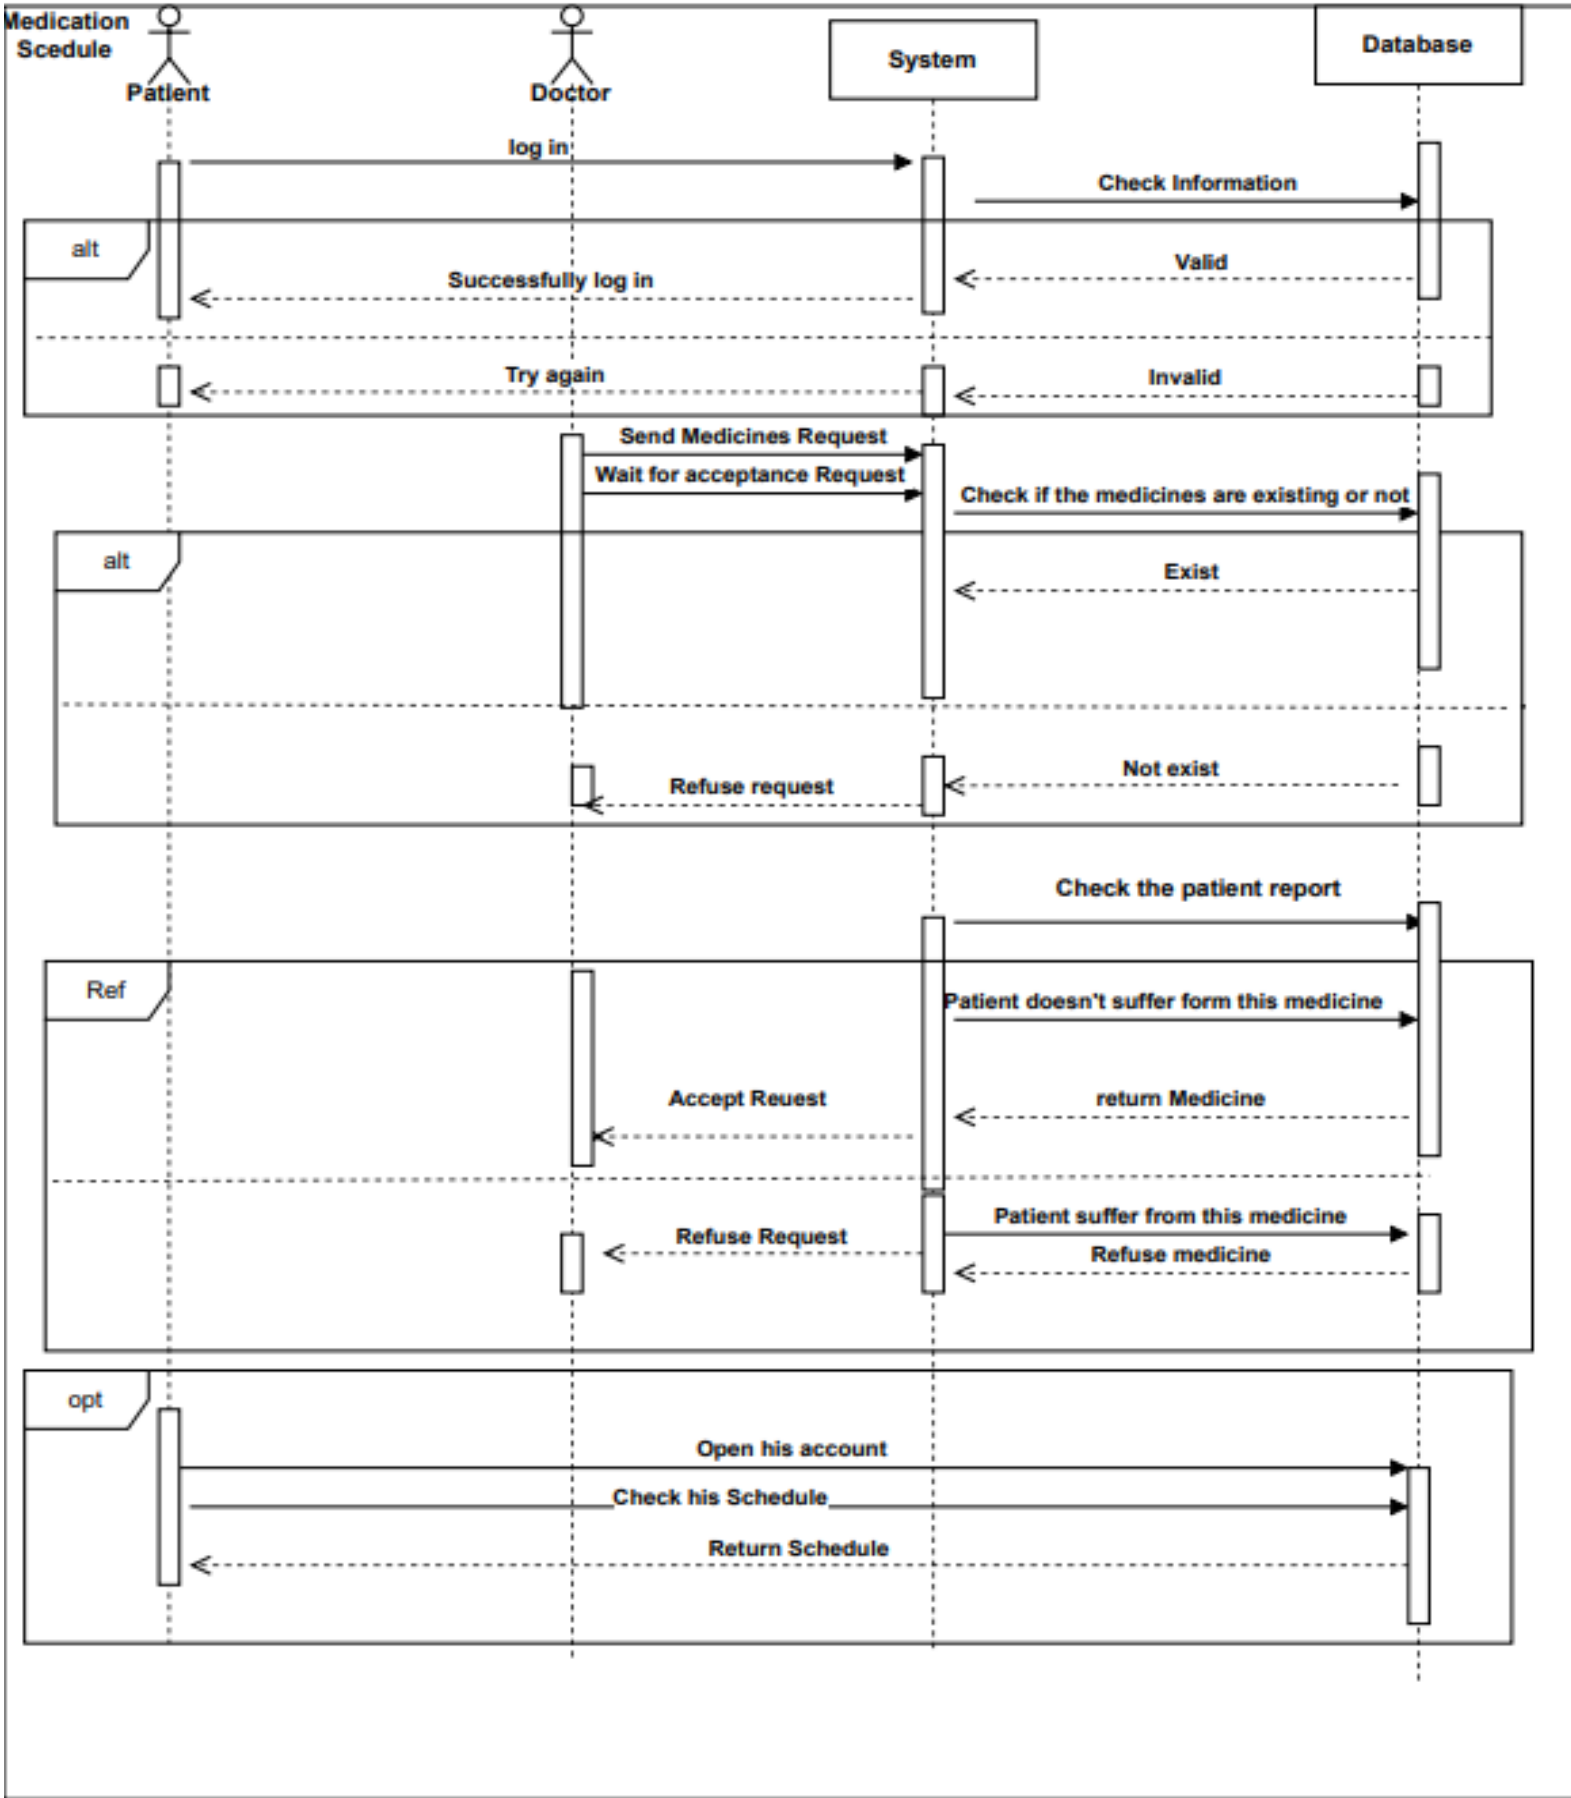 Medication
Scedule
Patient
Doctor
System
Database
log in
Check Information
alt
Valid
Successfully log in
Try again
Invalid
Send Medicines Request
Wait for acceptance Request
Check if the medicines are existing or not
alt
Exist
Not exist
Refuse request
Check the patient report
Ref
Patient doesn't suffer form this medicine
Accept Reuest
return Medicine
Patient suffer from this medicine
Refuse Request
Refuse medicine
opt
Open his account
Check his Schedule
Return Schedule